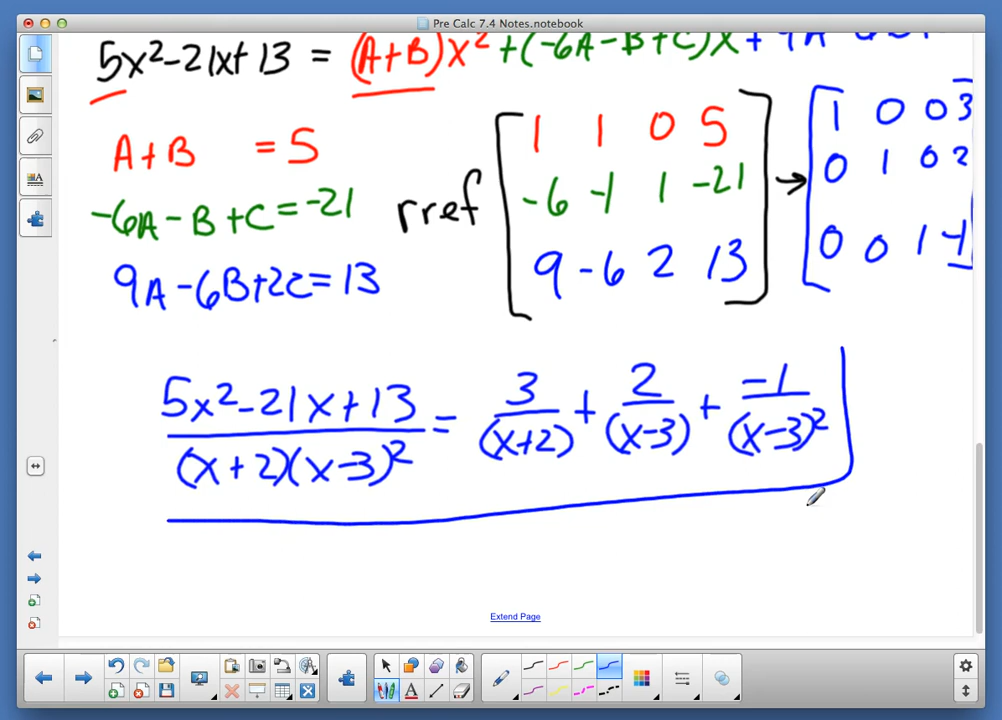 Pre Calc 7.4 Notes.notebook
5x²-21x+13 = (A+B)x² +(-6A-B+C)x +
A+B = 5
-6A-B+C=-21
9A-6B+2C=13
rref
1 1 0 5
-6 -1 1 -21
9 -6 2 13
→
1 0 0 3
0 1 0 2
0 0 1 -1
5x²-21x+13 / (x+2)(x-3)² = 3/(x+2) + 2/(x-3) + -1/(x-3)²
Extend Page
A